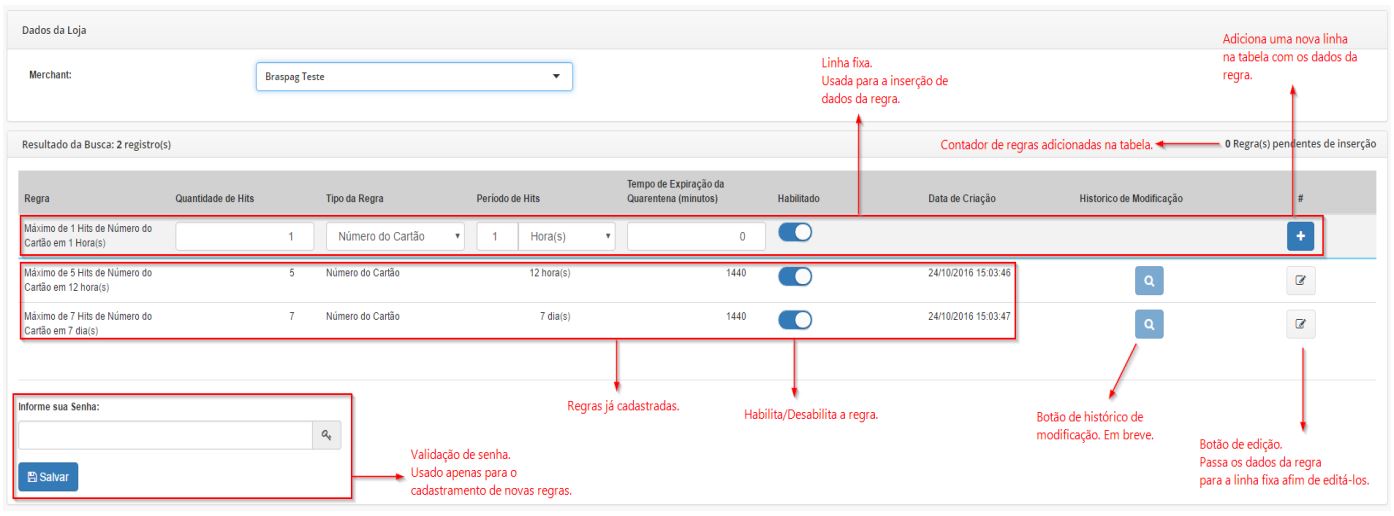 Dados da Loja
Merchant:
Braspag Teste
Linha fixa.
Usada para a inserção de
dados da regra.
Adiciona uma nova linha
na tabela com os dados da
regra.
Resultado da Busca: 2 registro(s)
Contador de regras adicionadas na tabela.
0 Regra(s) pendentes de inserção
Regra
Quantidade de Hits
Tipo da Regra
Período de Hits
Tempo de Expiração da
Quarentena (minutos)
Habilitado
Data de Criação
Historico de Modificação
#
Máximo de 1 Hits de Número do
Cartão em 1 Hora(s)
1
Número do Cartão
1
Hora(s)
0
+
Máximo de 5 Hits de Número do
Cartão em 12 hora(s)
5
Número do Cartão
12 hora(s)
1440
24/10/2016 15:03:46
Máximo de 7 Hits de Número do
Cartão em 7 dia(s)
7
Número do Cartão
7 dia(s)
1440
24/10/2016 15:03:47
Regras já cadastradas.
Habilita/Desabilita a regra.
Botão de histórico de
modificação. Em breve.
Botão de edição.
Passa os dados da regra
para a linha fixa afim de editá-los.
Informe sua Senha:
Salvar
Validação de senha.
Usado apenas para o
cadastramento de novas regras.